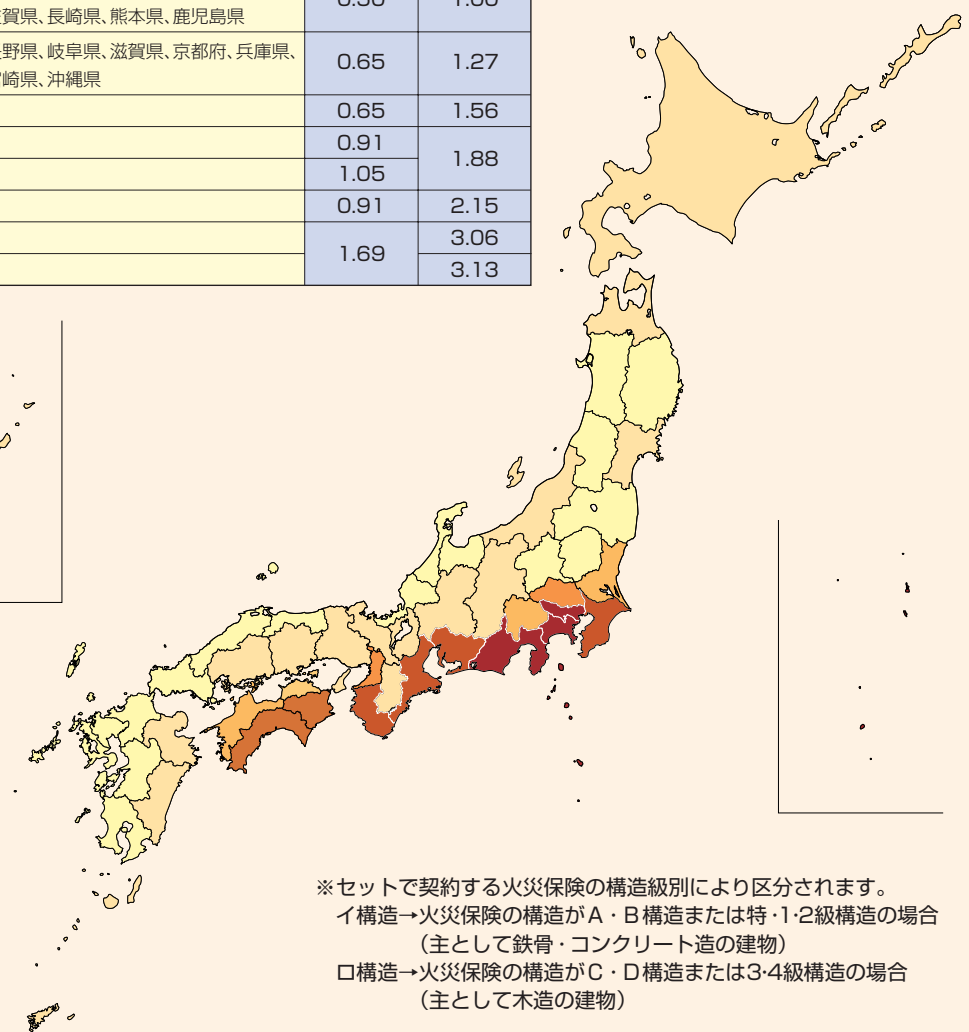 賀県、長崎県、熊本県、鹿児島県
野県、岐阜県、滋賀県、京都府、兵庫県、 0.65 1.27
崎県、沖縄県
0.65 1.56
0.91 1.88
1.05
0.91 2.15
1.69 3.06
3.13
※セットで契約する火災保険の構造級別により区分されます。
イ構造→火災保険の構造がA・B構造または特・1・2級構造の場合
（主として鉄骨・コンクリート造の建物）
ロ構造→火災保険の構造がC・D構造または3・4級構造の場合
（主として木造の建物）